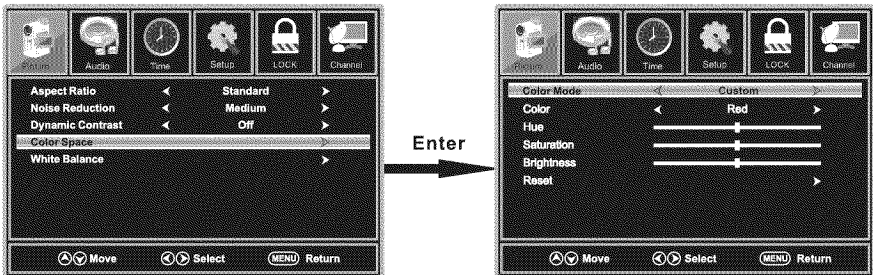 Picture Audio Time Setup LOCK Channel
Aspect Ratio Standard
Noise Reduction Medium
Dynamic Contrast Off
Color Space
White Balance
Move Select MENU Return
Enter
Picture Audio Time Setup LOCK Channel
Color Mode Custom
Color Red
Hue
Saturation
Brightness
Reset
Move Select MENU Return